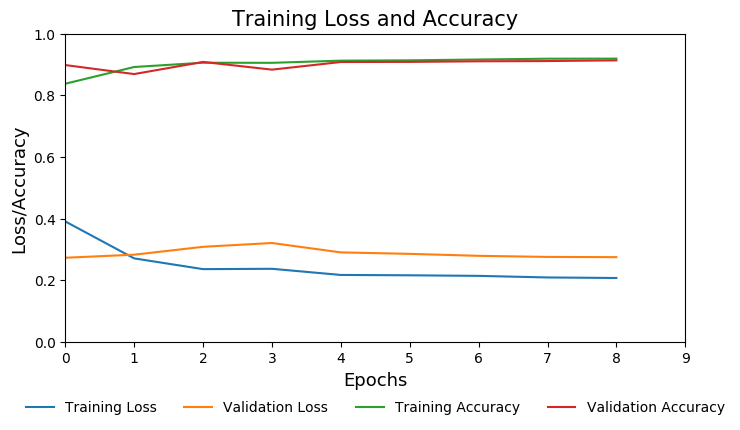 Training Loss and Accuracy
1.0
0.8
0.6
0.4
0.2
0.0
Loss/Accuracy
0 1 2 3 4 5 6 7 8 9
Epochs
Training Loss Validation Loss Training Accuracy Validation Accuracy